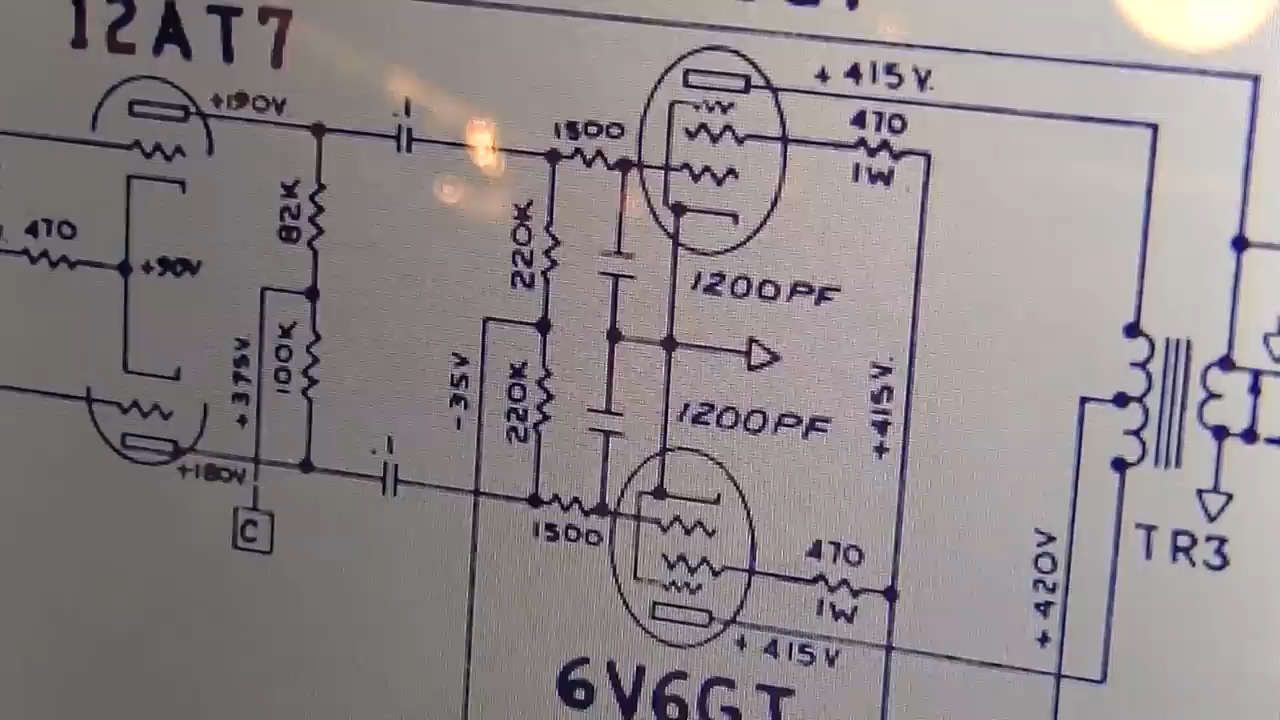 12AT7
+190V
.1
1500
+415V.
470
1W
82K
220K
470
+90V
1200PF
+375V
100K
-35V
220K
1200PF
+415V.
+180V
.1
1500
C
470
1W
+420V
TR3
+415V
6V6GT